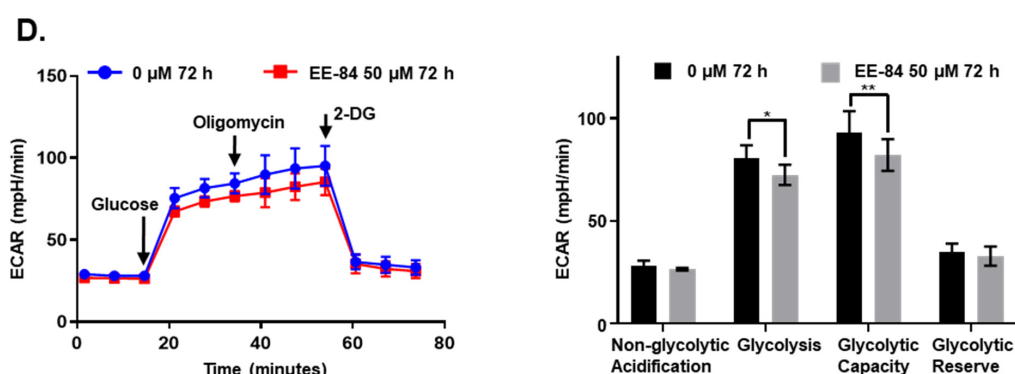 D.
0 µM 72 h
EE-84 50 µM 72 h
150
100
50
0
ECAR (mpH/min)
Glucose
Oligomycin
2-DG
0
20
40
60
80
Time (minutes)
0 µM 72 h
EE-84 50 µM 72 h
100
50
0
ECAR (mpH/min)
*
**
Non-glycolytic
Acidification
Glycolysis
Glycolytic
Capacity
Glycolytic
Reserve